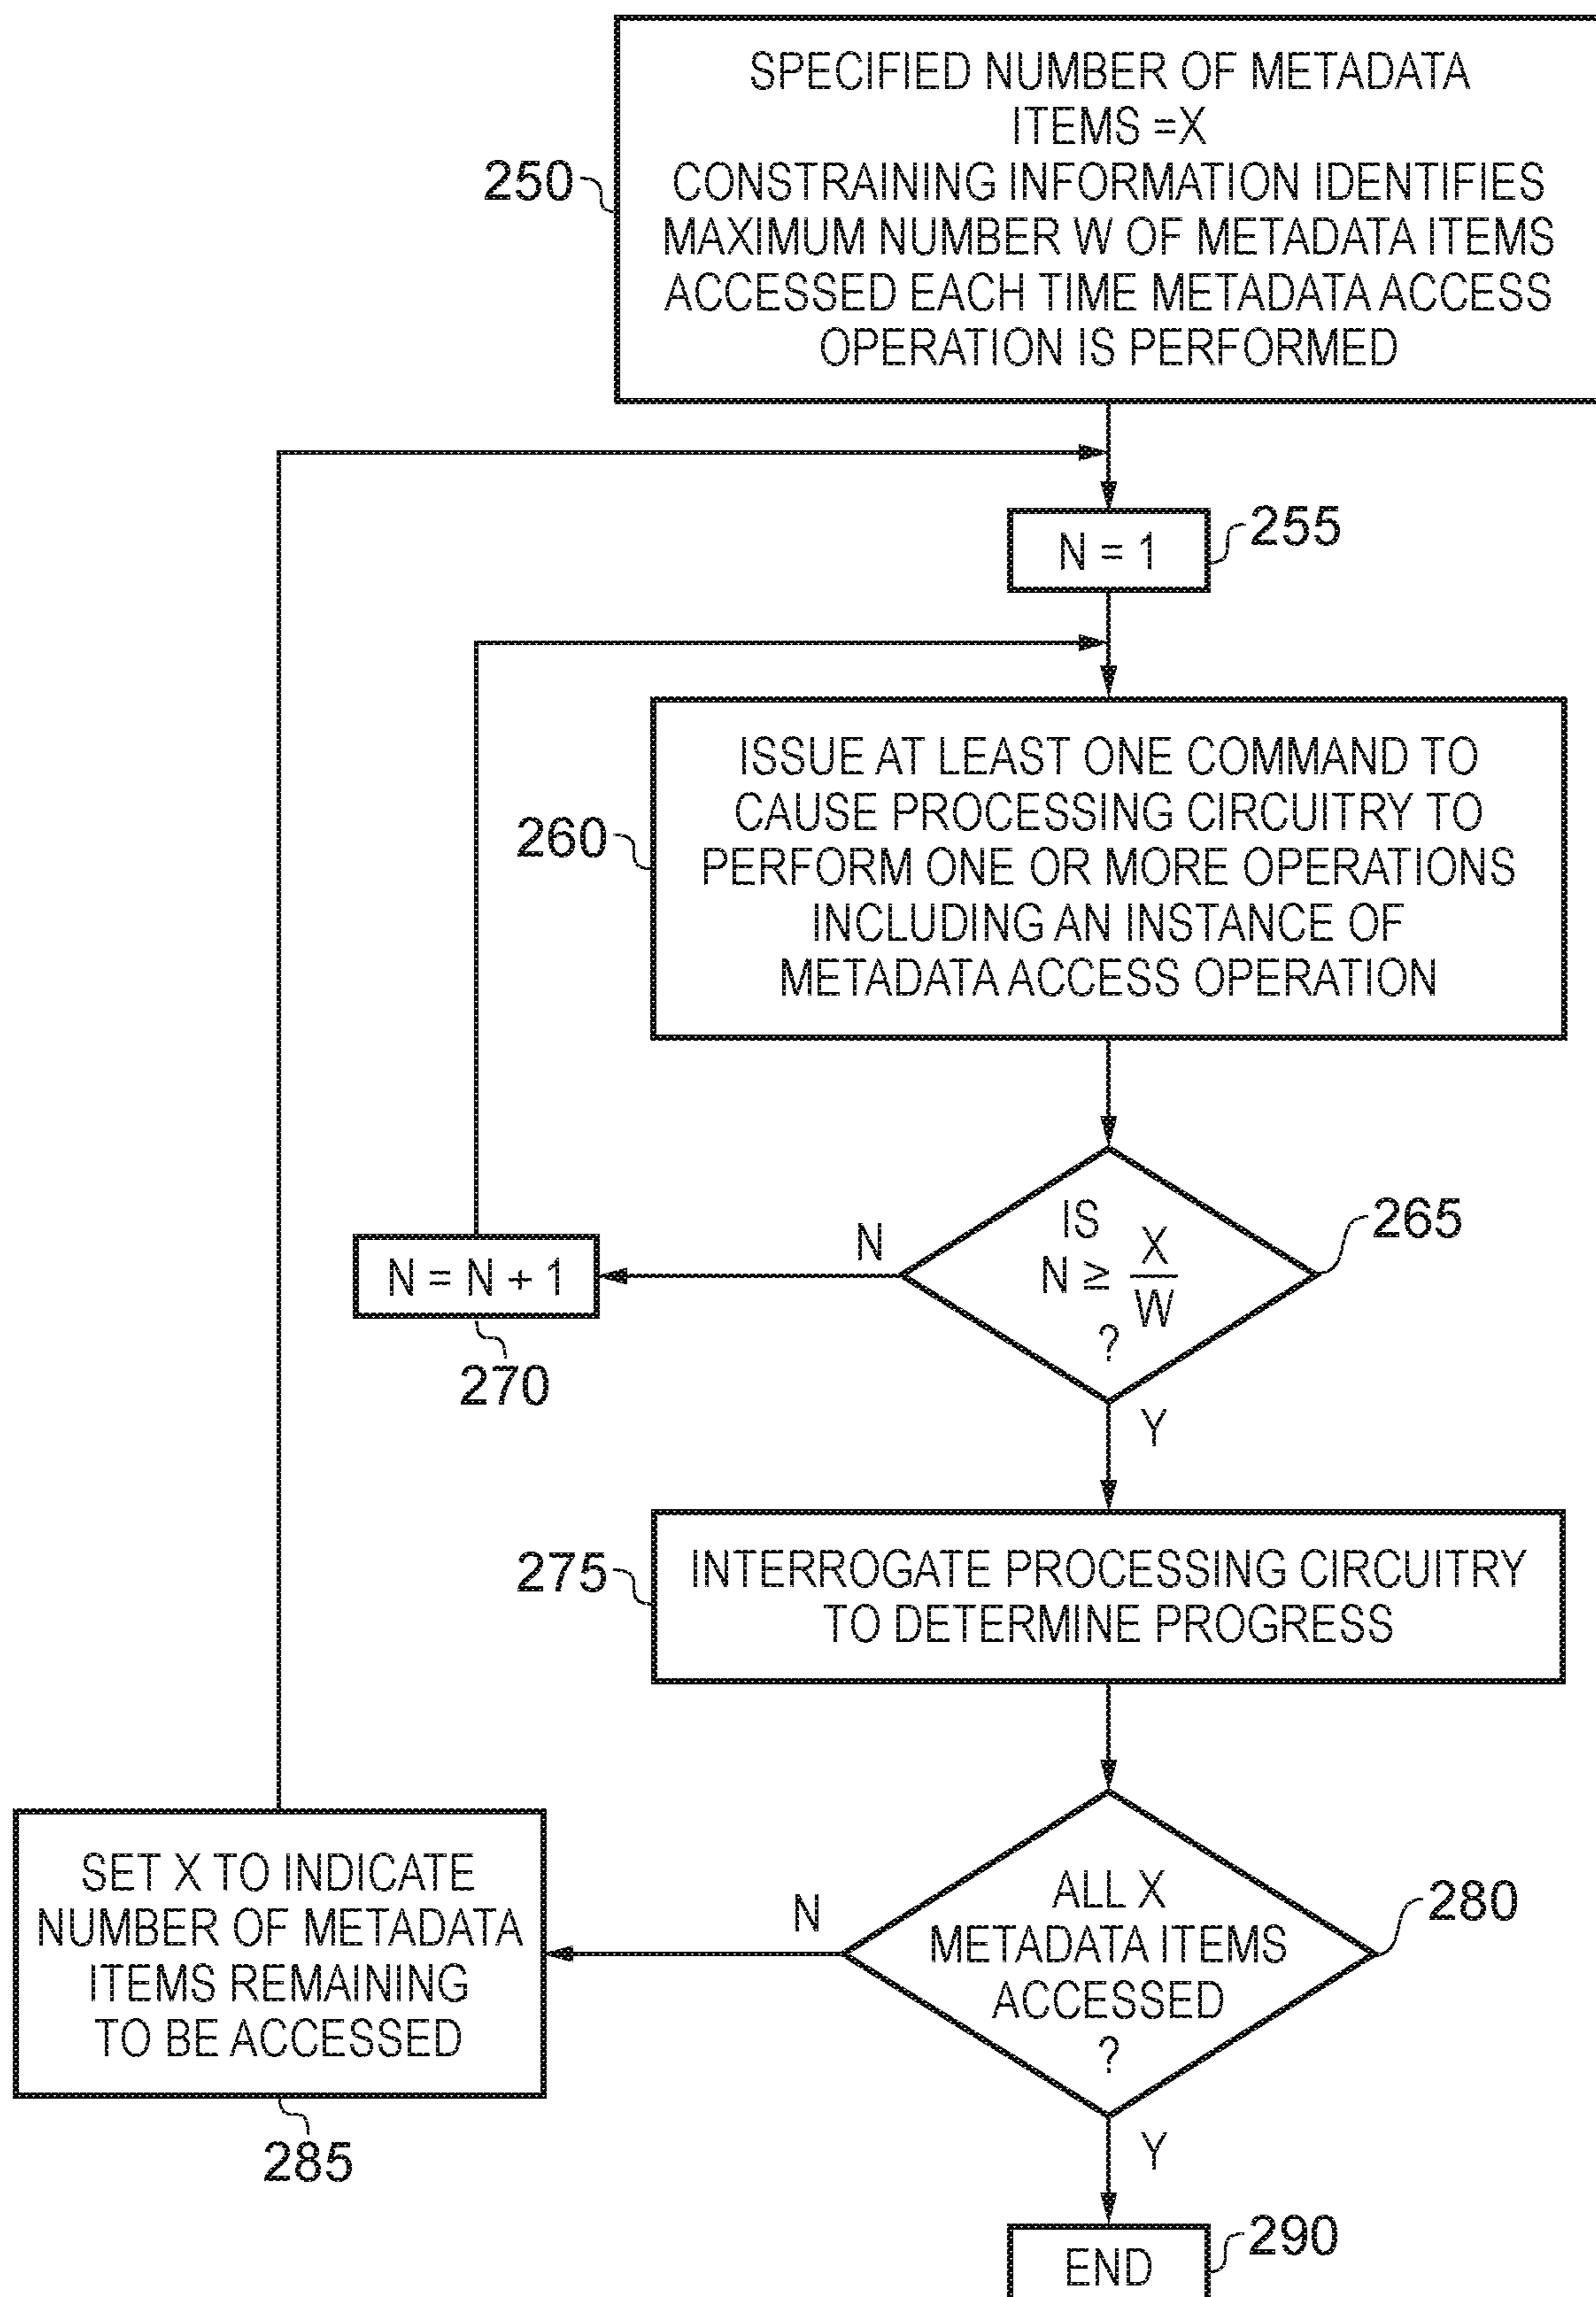 SPECIFIED NUMBER OF METADATA
ITEMS =X
250
CONSTRAINING INFORMATION IDENTIFIES
MAXIMUM NUMBER W OF METADATA ITEMS
ACCESSED EACH TIME METADATA ACCESS
OPERATION IS PERFORMED
N = 1
255
ISSUE AT LEAST ONE COMMAND TO
CAUSE PROCESSING CIRCUITRY TO
260
PERFORM ONE OR MORE OPERATIONS
INCLUDING AN INSTANCE OF
METADATA ACCESS OPERATION
IS
N ≥ X/W
?
265
N
N = N + 1
270
Y
275
INTERROGATE PROCESSING CIRCUITRY
TO DETERMINE PROGRESS
ALL X
METADATA ITEMS
ACCESSED
?
280
N
SET X TO INDICATE
NUMBER OF METADATA
ITEMS REMAINING
TO BE ACCESSED
285
Y
END
290